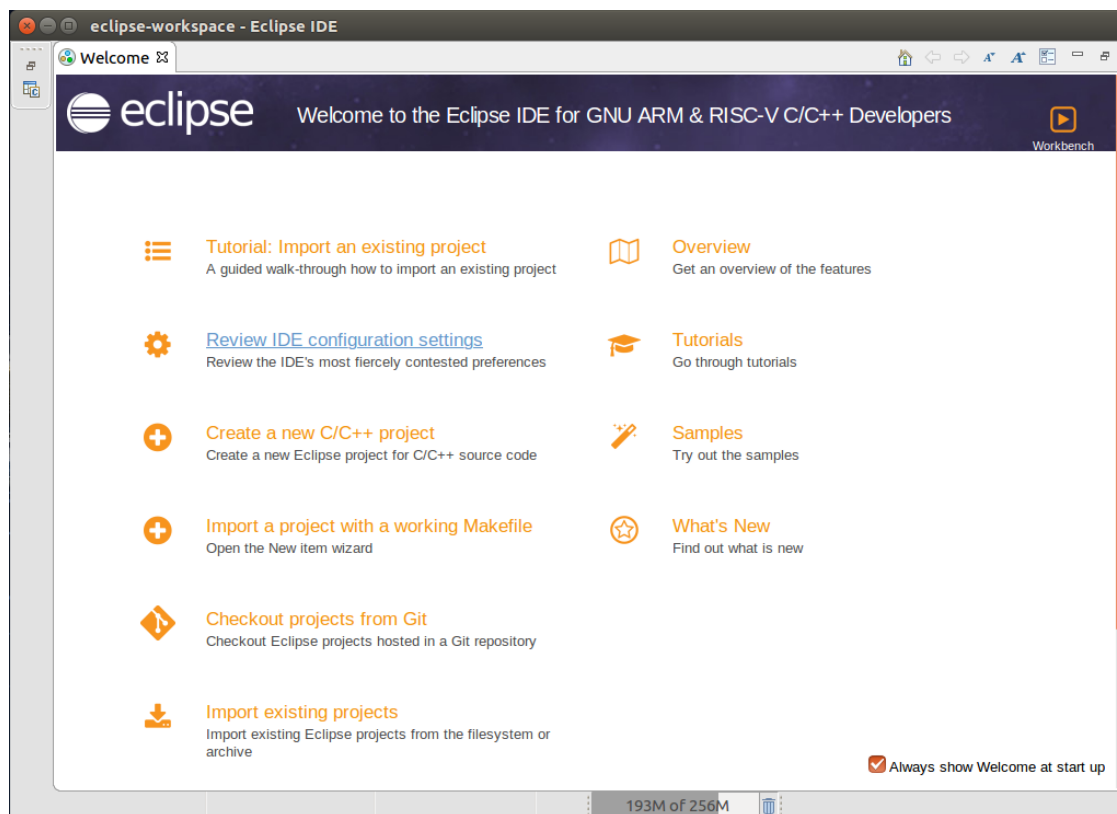 eclipse-workspace - Eclipse IDE
Welcome
eclipse
Welcome to the Eclipse IDE for GNU ARM & RISC-V C/C++ Developers
Workbench
Tutorial: Import an existing project
A guided walk-through how to import an existing project
Overview
Get an overview of the features
Review IDE configuration settings
Review the IDE's most fiercely contested preferences
Tutorials
Go through tutorials
Create a new C/C++ project
Create a new Eclipse project for C/C++ source code
Samples
Try out the samples
Import a project with a working Makefile
Open the New item wizard
What's New
Find out what is new
Checkout projects from Git
Checkout Eclipse projects hosted in a Git repository
Import existing projects
Import existing Eclipse projects from the filesystem or
archive
Always show Welcome at start up
193M of 256M